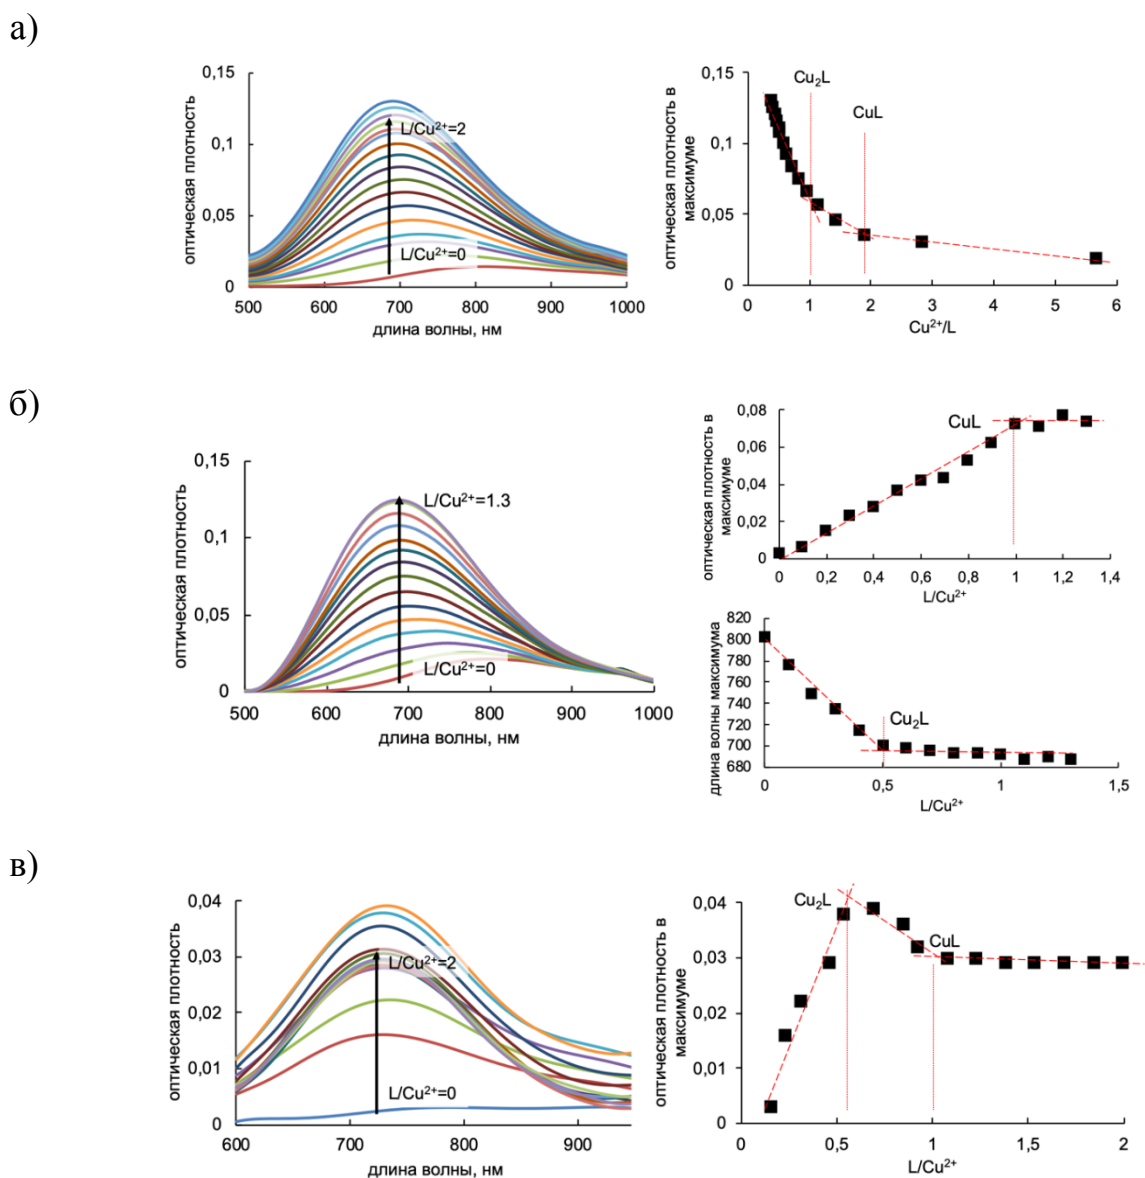 а)
оптическая плотность
0,15
0,1
0,05
0
L/Cu²⁺=2
L/Cu²⁺=0
500 600 700 800 900 1000
длина волны, нм
оптическая плотность в
максимуме
0,15
0,1
0,05
0
Cu₂L
CuL
0 1 2 3 4 5 6
Cu²⁺/L
б)
оптическая плотность
0,15
0,1
0,05
0
L/Cu²⁺=1.3
L/Cu²⁺=0
500 600 700 800 900 1000
длина волны, нм
оптическая плотность в
максимуме
0,08
0,06
0,04
0,02
0
CuL
0 0,2 0,4 0,6 0,8 1 1,2 1,4
L/Cu²⁺
длина волны максимума
820
800
780
760
740
720
700
680
Cu₂L
0 0,5 1 1,5
L/Cu²⁺
в)
оптическая плотность
0,04
0,03
0,02
0,01
0
L/Cu²⁺=2
L/Cu²⁺=0
600 700 800 900
длина волны, нм
оптическая плотность в
максимуме
0,04
0,03
0,02
0,01
0
Cu₂L
CuL
0 0,5 1 1,5 2
L/Cu²⁺